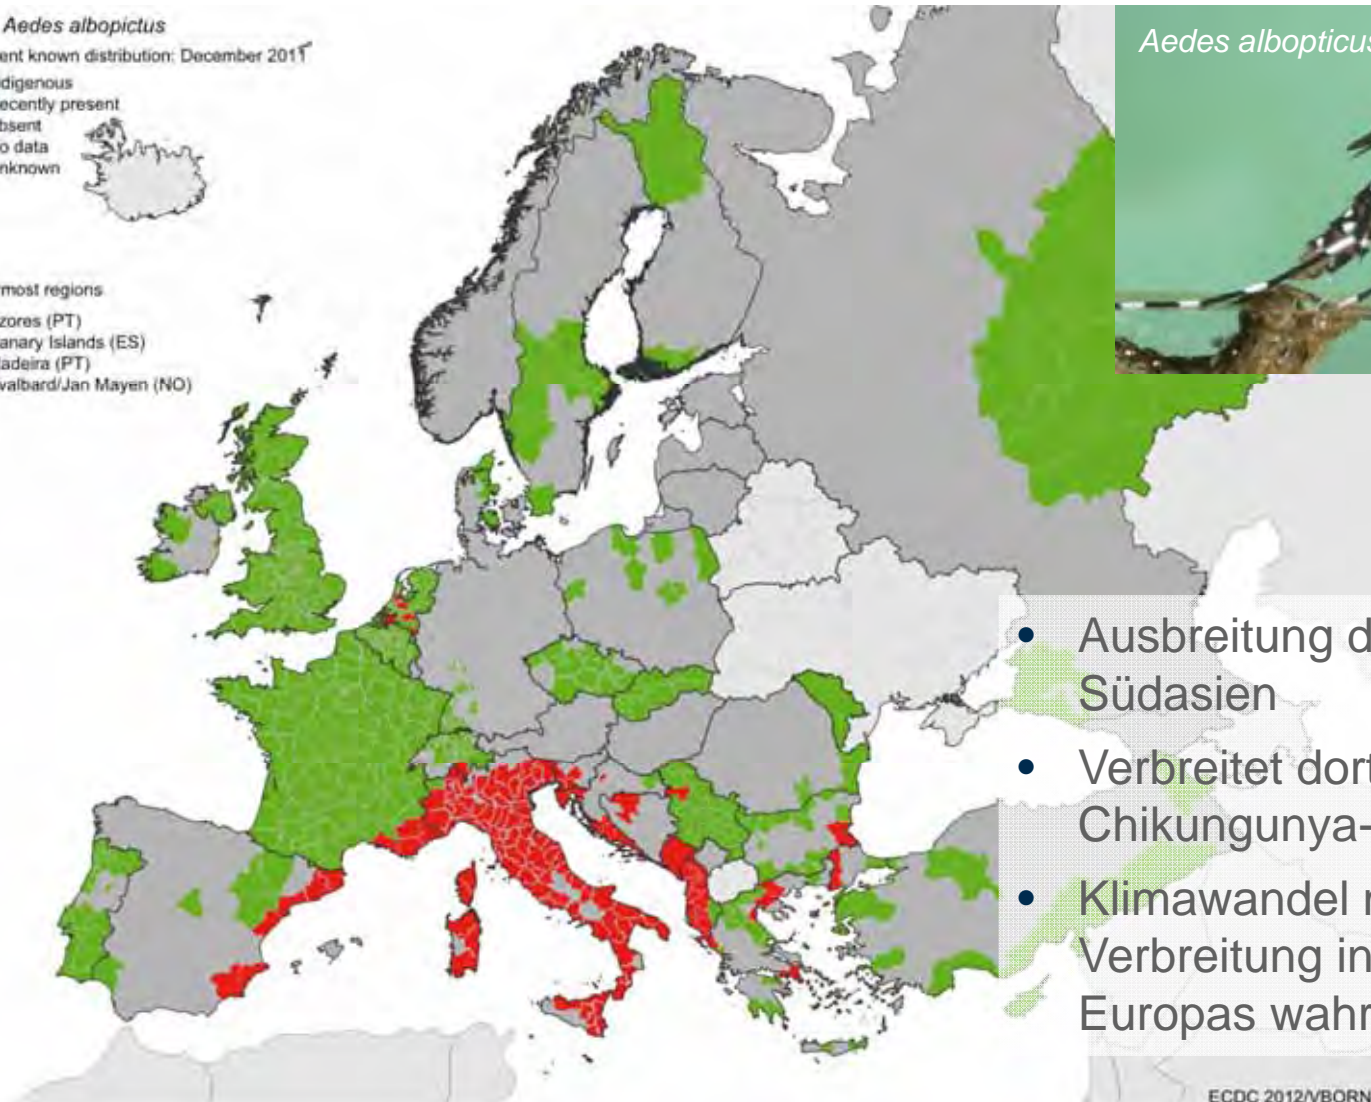 Aedes albopictus
ent known distribution: December 2011
digenous
ecently present
bsent
o data
nknown
most regions
zores (PT)
anary Islands (ES)
adeira (PT)
valbard/Jan Mayen (NO)
Aedes albopticus
• Ausbreitung d
Südasien
• Verbreitet dort
Chikungunya-
• Klimawandel
Verbreitung in
Europas wahr
ECDC 2012/VBORN